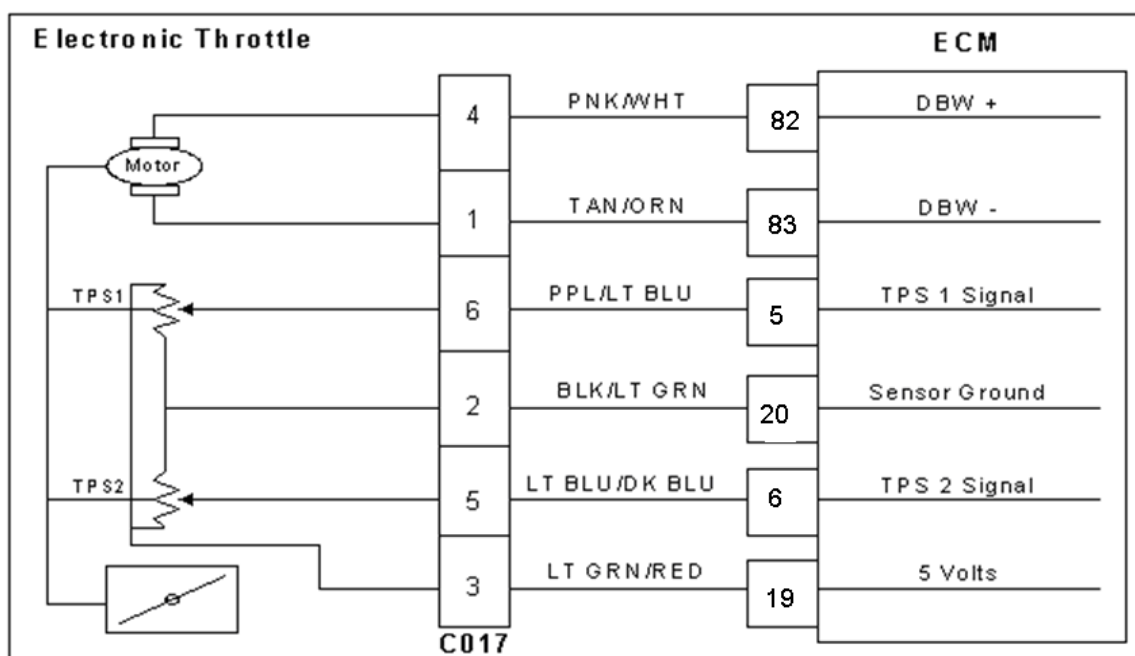 Electronic Throttle ECM
4 PNK/WHT 82 DBW +
Motor
1 TAN/ORN 83 DBW -
TPS1 6 PPL/LT BLU 5 TPS 1 Signal
2 BLK/LT GRN 20 Sensor Ground
TPS2 5 LT BLU/DK BLU 6 TPS 2 Signal
3 LT GRN/RED 19 5 Volts
C017